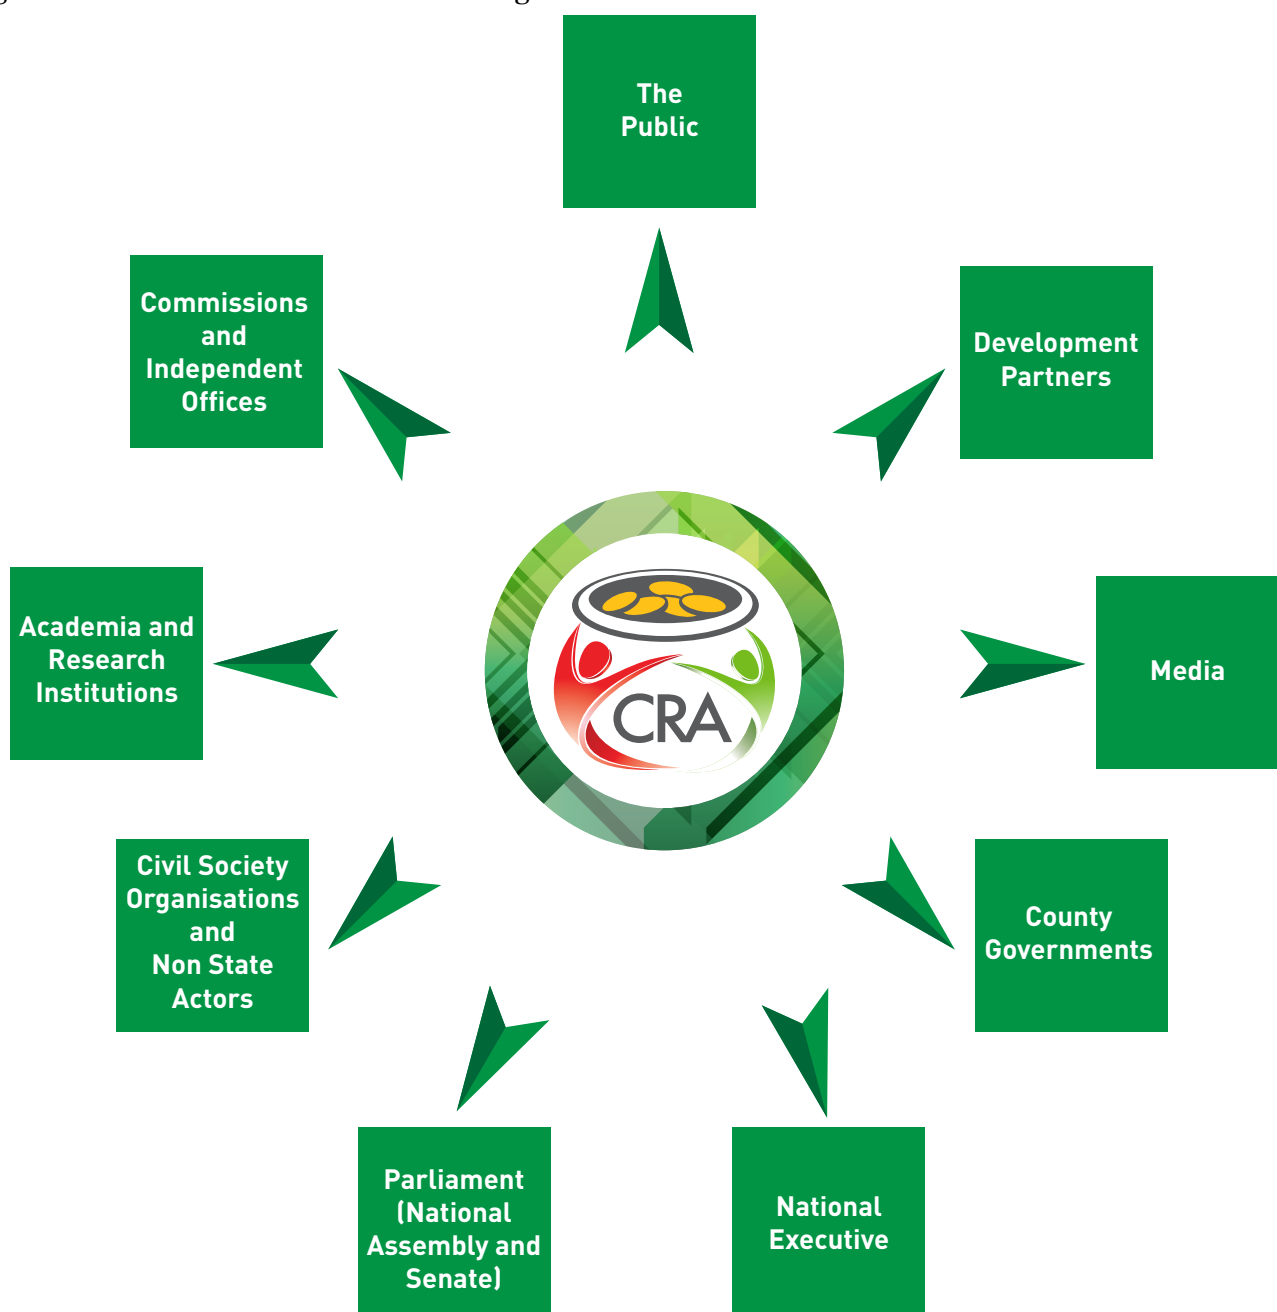 The
Public
Commissions
and
Independent
Offices
Development
Partners
Academia and
Research
Institutions
CRA
Media
Civil Society
Organisations
and
Non State
Actors
County
Governments
Parliament
(National
Assembly and
Senate)
National
Executive